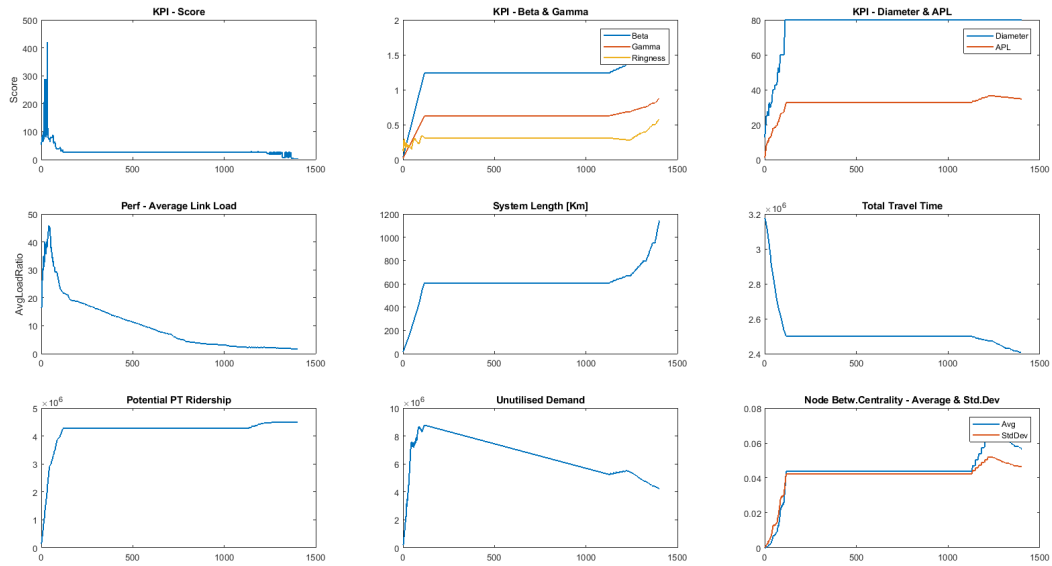 KPI - Score
500
400
300
200
100
0
Score
0 500 1000 1500
KPI - Beta & Gamma
2
1.5
1
0.5
0
Beta
Gamma
Ringness
0 500 1000 1500
KPI - Diameter & APL
80
60
40
20
0
Diameter
APL
0 500 1000 1500
Perf - Average Link Load
50
40
30
20
10
0
AvgLoadRatio
0 500 1000 1500
System Length [Km]
1200
1000
800
600
400
200
0
0 500 1000 1500
Total Travel Time
×10⁶
3.2
3
2.8
2.6
2.4
0 500 1000 1500
Potential PT Ridership
×10⁶
5
4
3
2
1
0
0 500 1000 1500
Unutilised Demand
×10⁶
10
8
6
4
2
0
0 500 1000 1500
Node Betw.Centrality - Average & Std.Dev
0.08
0.06
0.04
0.02
0
Avg
StdDev
0 500 1000 1500